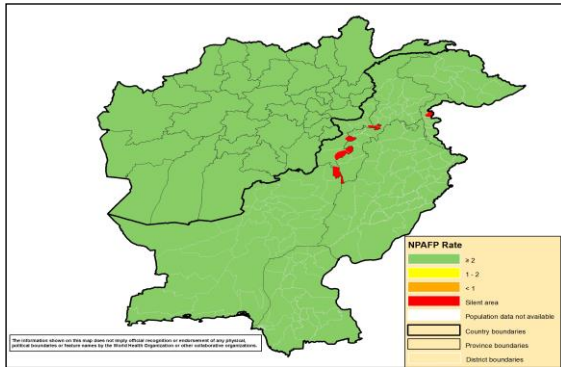 NPAFP Rate
≥ 2
1 - 2
< 1
Silent area
Population data not available
Country boundaries
Province boundaries
District boundaries
The information shown on this map does not imply official recognition or endorsement of any physical,
political boundaries or feature names by the World Health Organization or other collaborative organizations.